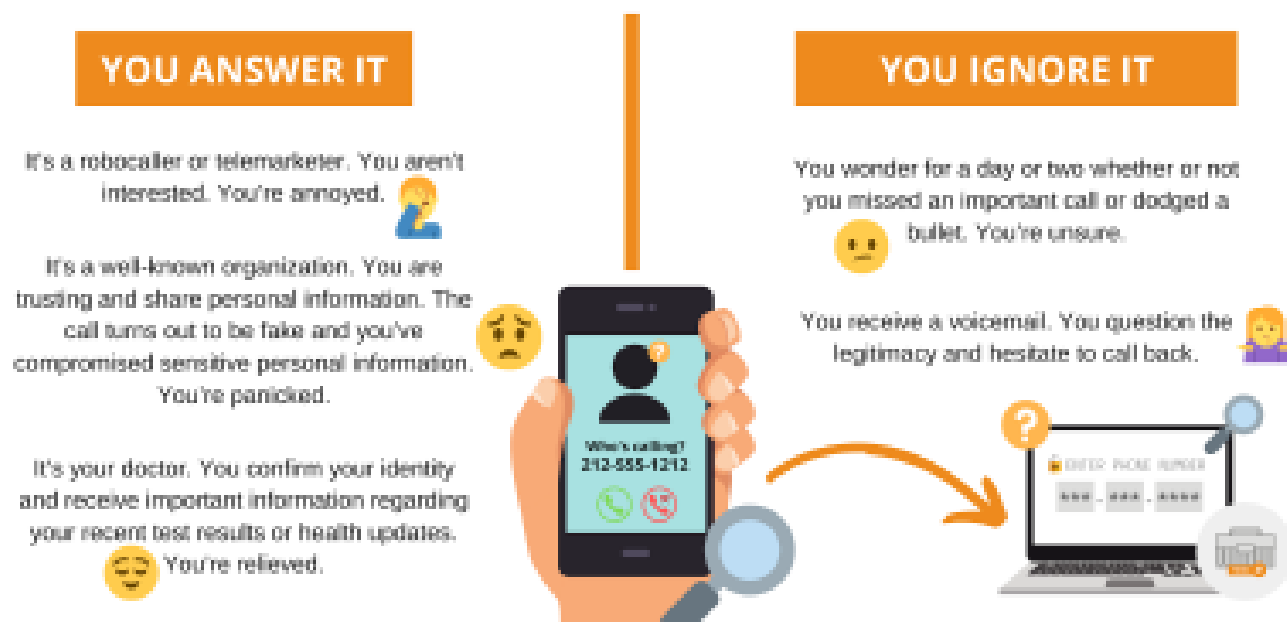 YOU ANSWER IT
It's a robocaller or telemarketer. You aren't
interested. You're annoyed.
It's a well-known organization. You are
trusting and share personal information. The
call turns out to be fake and you've
compromised sensitive personal information.
You're panicked.
It's your doctor. You confirm your identity
and receive important information regarding
your recent test results or health updates.
You're relieved.
?
Who's calling?
212-555-1212
YOU IGNORE IT
You wonder for a day or two whether or not
you missed an important call or dodged a
bullet. You're unsure.
You receive a voicemail. You question the
legitimacy and hesitate to call back.
?
ENTER PHONE NUMBER
###-###-####